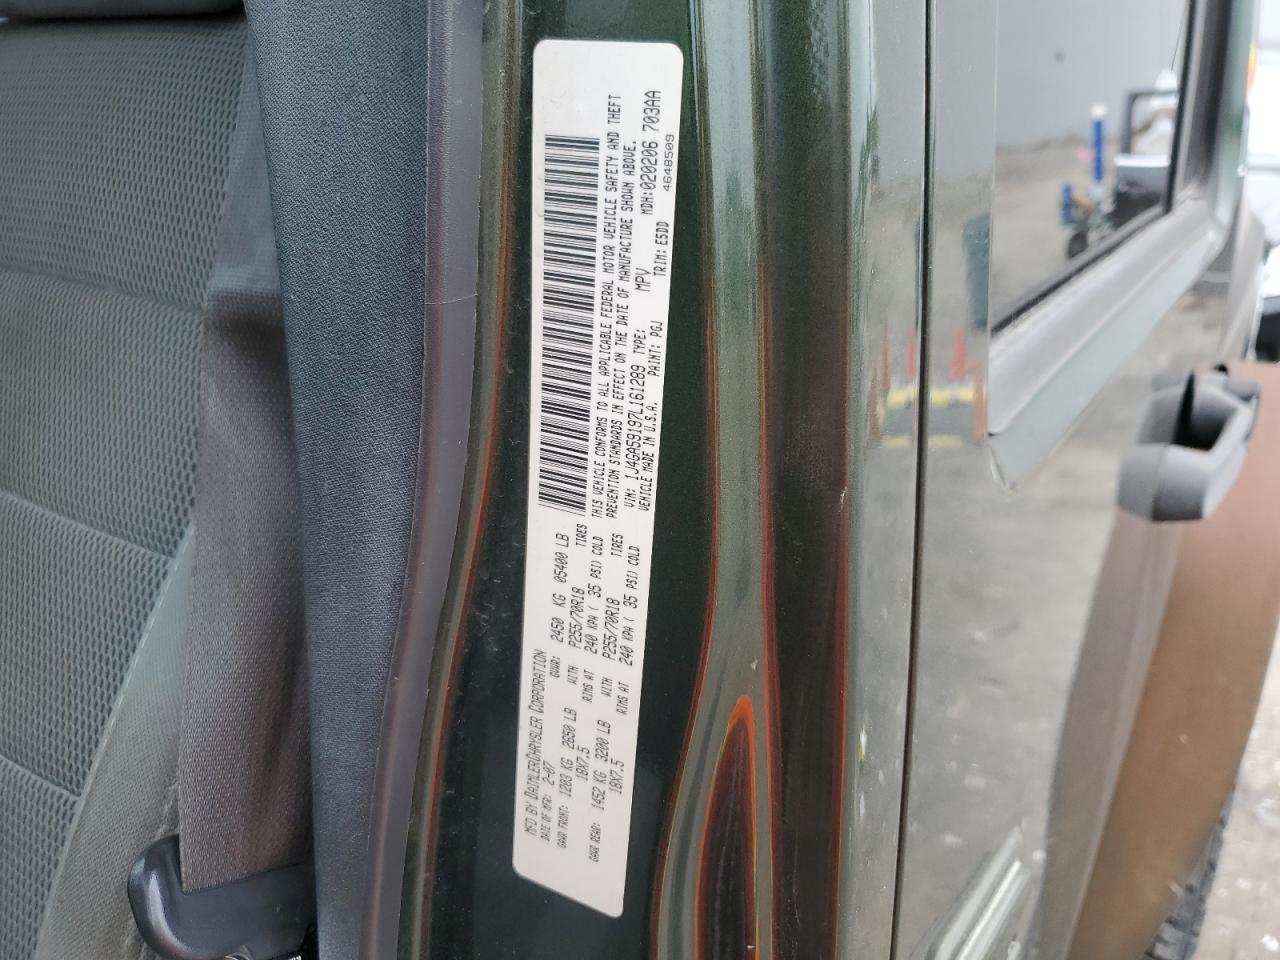 MFD BY DAIMLERCHRYSLER CORPORATION
DATE OF MFR: 2-07 GVWR: 2450 KG 05400 LB
GAWR FRONT: 1203 KG 2650 LB WITH P255/70R18 TIRES
18X7.5 RIMS AT 240 KPA ( 35 PSI) COLD
GAWR REAR: 1452 KG 3200 LB WITH P255/70R18 TIRES
18X7.5 RIMS AT 240 KPA ( 35 PSI) COLD
THIS VEHICLE CONFORMS TO ALL APPLICABLE FEDERAL MOTOR VEHICLE SAFETY AND THEFT
PREVENTION STANDARDS IN EFFECT ON THE DATE OF MANUFACTURE SHOWN ABOVE.
VIN: 1J4GA59197L161289 TYPE: MPV MDH:020206 703AA
VEHICLE MADE IN U.S.A. PAINT: PGJ TRIM: E5DD 4648509